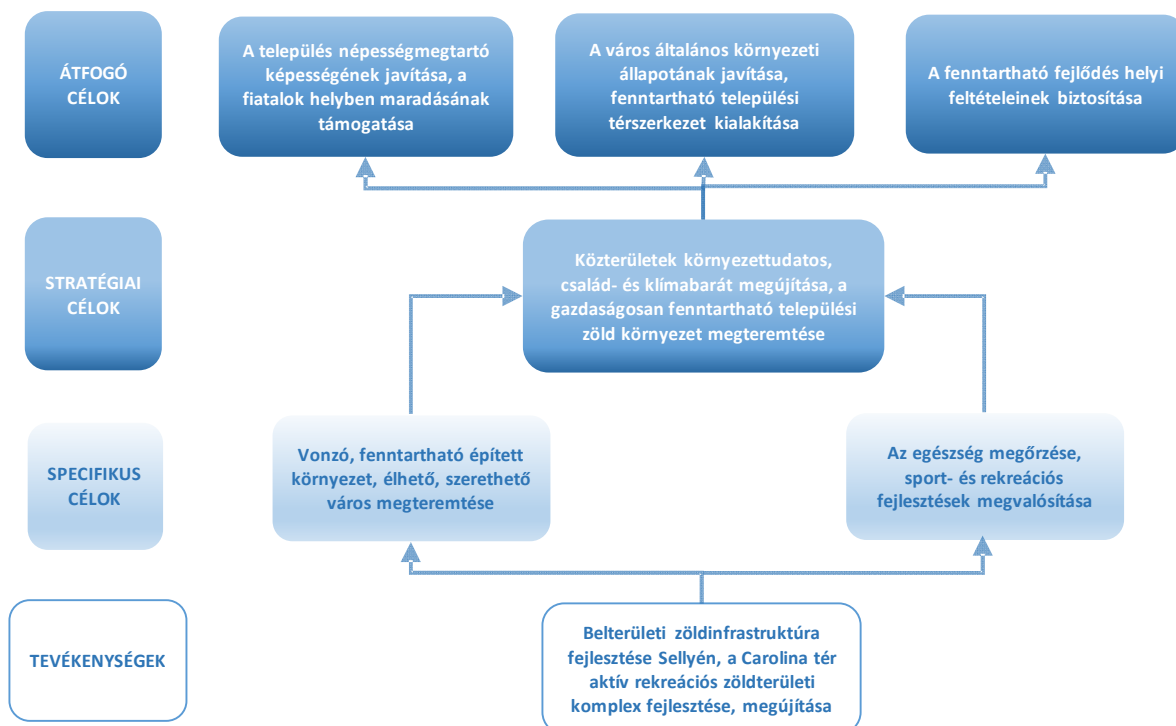 ÁTFOGÓ
CÉLOK
A település népességmegtartó
képességének javítása, a
fiatalok helyben maradásának
támogatása
A város általános környezeti
állapotának javítása,
fenntartható települési
térszerkezet kialakítása
A fenntartható fejlődés helyi
feltételeinek biztosítása
STRATÉGIAI
CÉLOK
Közterületek környezettudatos,
család- és klímabarát megújítása, a
gazdaságosan fenntartható települési
zöld környezet megteremtése
SPECIFIKUS
CÉLOK
Vonzó, fenntartható épített
környezet, élhető, szerethető
város megteremtése
Az egészség megőrzése,
sport- és rekreációs
fejlesztések megvalósítása
TEVÉKENYSÉGEK
Belterületi zöldinfrastruktúra
fejlesztése Sellyén, a Carolina tér
aktív rekreációs zöldterületi
komplex fejlesztése, megújítása